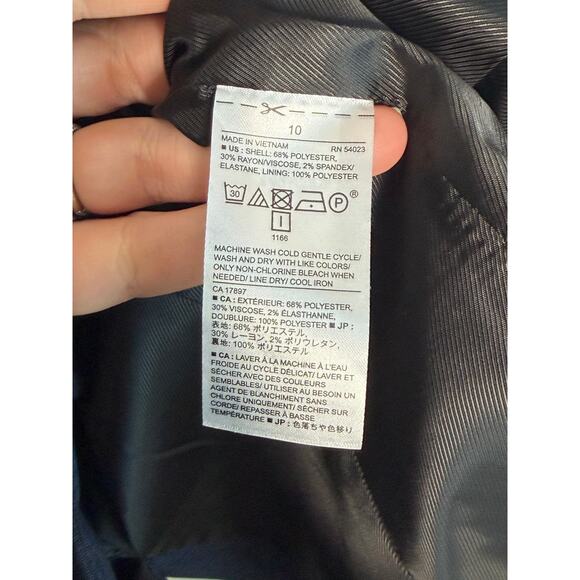 10
MADE IN VIETNAM RN 54023
■ US : SHELL: 68% POLYESTER,
30% RAYON/VISCOSE, 2% SPANDEX/
ELASTANE, LINING: 100% POLYESTER
30 P ®
1166
MACHINE WASH COLD GENTLE CYCLE/
WASH AND DRY WITH LIKE COLORS/
ONLY NON-CHLORINE BLEACH WHEN
NEEDED/ LINE DRY/ COOL IRON
CA 17897
■ CA : EXTÉRIEUR: 68% POLYESTER,
30% VISCOSE, 2% ÉLASTHANNE,
DOUBLURE: 100% POLYESTER ■ JP :
表地: 68% ポリエステル,
30% レーヨン, 2% ポリウレタン,
裏地: 100% ポリエステル
■ CA : LAVER À LA MACHINE À L'EAU
FROIDE AU CYCLE DÉLICAT/ LAVER ET
SÉCHER AVEC DES COULEURS
SEMBLABLES/ UTILISER AU BESOIN UN
AGENT DE BLANCHIMENT SANS
CHLORE UNIQUEMENT/ SÉCHER SUR
CORDE/ REPASSER À BASSE
TEMPÉRATURE ■ JP : 色落ちや色移り